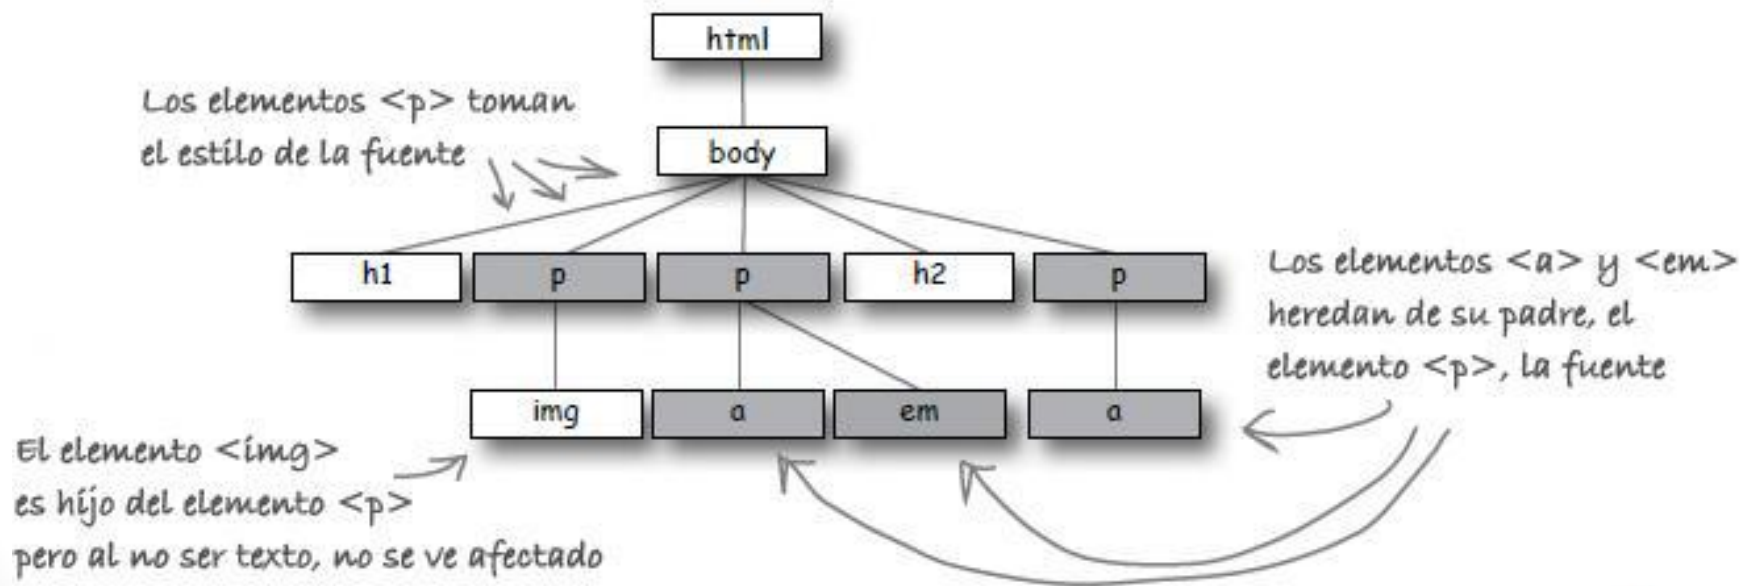 html
Los elementos <p> toman
el estilo de la fuente
body
h1
p
p
h2
p
Los elementos <a> y <em>
heredan de su padre, el
elemento <p>, la fuente
img
a
em
a
El elemento <img>
es hijo del elemento <p>
pero al no ser texto, no se ve afectado